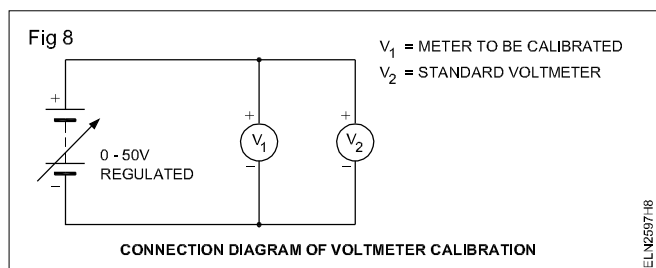 Fig 8
V1 = METER TO BE CALIBRATED
V2 = STANDARD VOLTMETER
+
+
+
V1
V2
0 - 50V
REGULATED
–
–
–
CONNECTION DIAGRAM OF VOLTMETER CALIBRATION
ELN2597H8